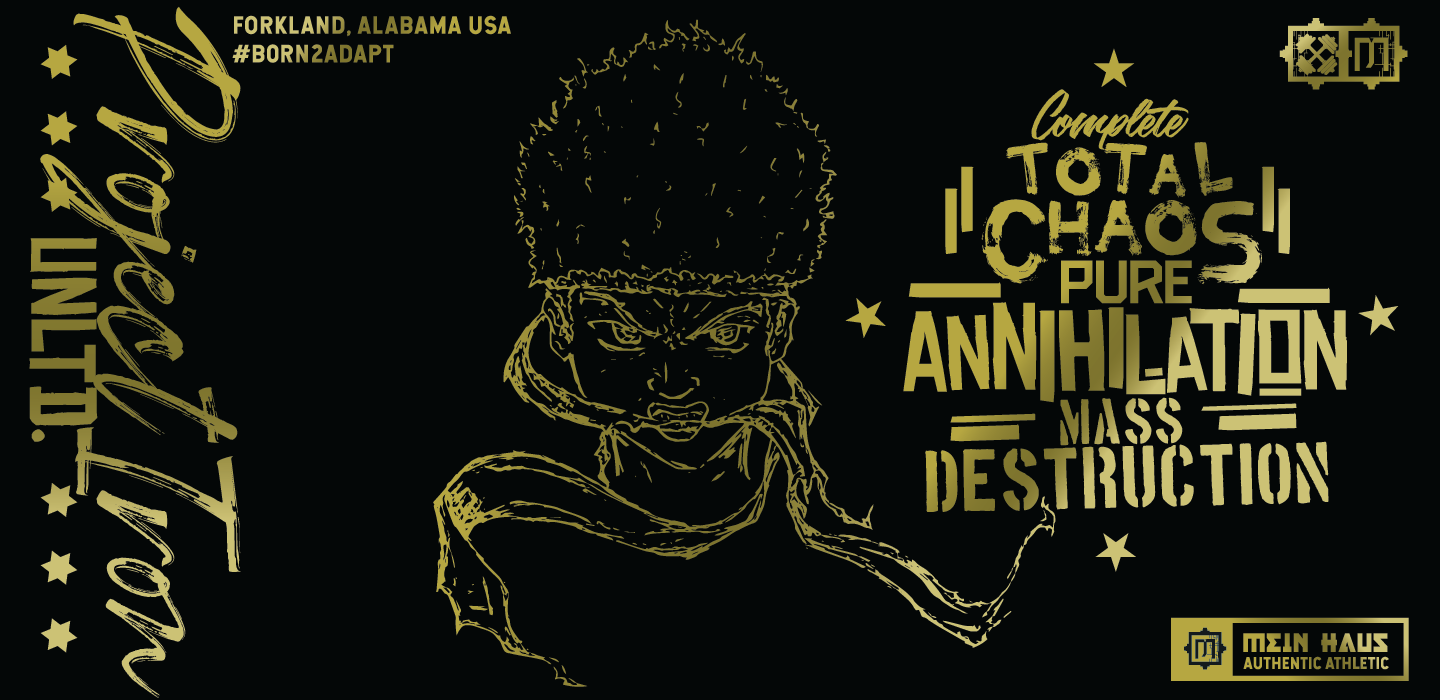 Project Iron
UNLTD.
FORKLAND, ALABAMA USA
#BORN2ADAPT
M
Complete
TOTAL
CHAOS
PURE
ANNIHILATION
MASS
DESTRUCTION
M
MEIN HAUS
AUTHENTIC ATHLETIC